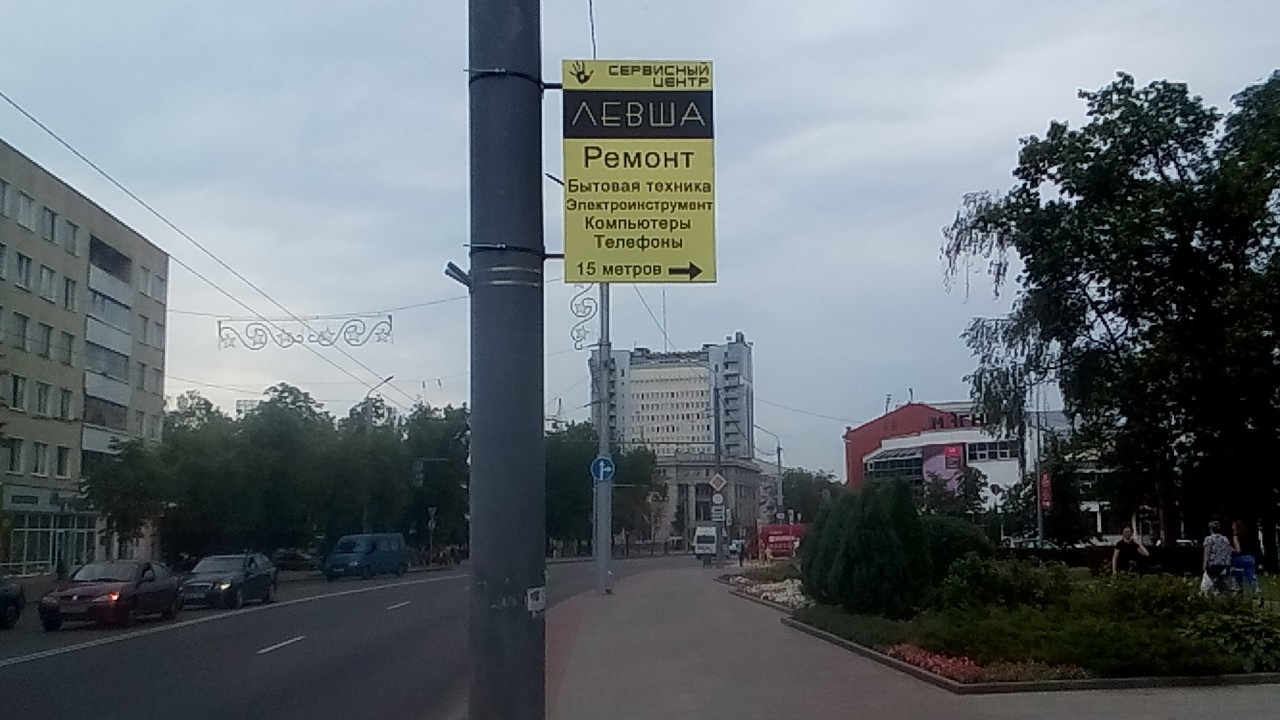 СЕРВИСНЫЙ
ЦЕНТР
ЛЕВША
Ремонт
Бытовая техника
Электроинструмент
Компьютеры
Телефоны
15 метров